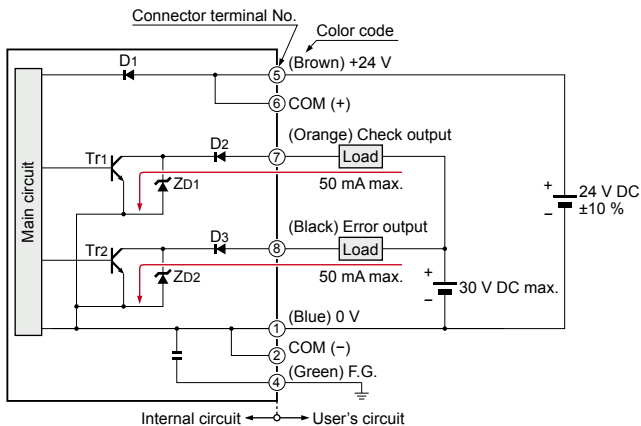 Connector terminal No.
Color code
D1
5
(Brown) +24 V
6
COM (+)
(Orange) Check output
D2
7
Load
Tr1
ZD1
50 mA max.
Main circuit
24 V DC
±10 %
+
−
(Black) Error output
D3
8
Load
Tr2
ZD2
50 mA max.
+
−
30 V DC max.
(Blue) 0 V
1
2
COM (−)
(Green) F.G.
4
Internal circuit
User's circuit